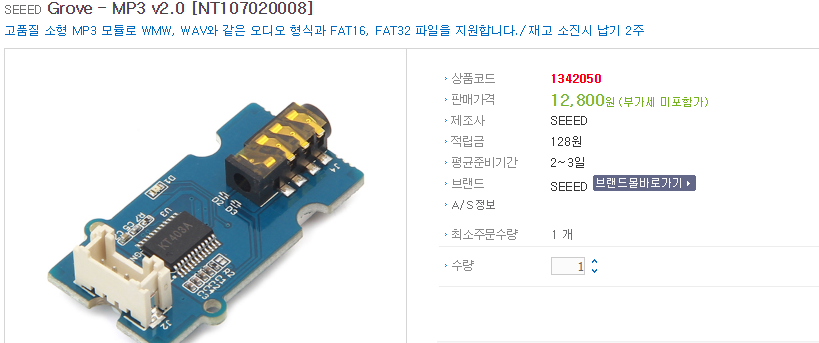 SEEED Grove - MP3 v2.0 [NT107020008]
고품질 소형 MP3 모듈로 WMW, WAV와 같은 오디오 형식과 FAT16, FAT32 파일을 지원합니다./ 재고 소진시 납기 2주
상품코드 1342050
판매가격 12,800원 (부가세 미포함가)
제조사 SEEED
적립금 128원
평균준비기간 2~3일
브랜드 SEEED 브랜드몰바로가기
A/S정보
최소주문수량 1 개
수량 1
D1
J4
U3
KT403A
J2